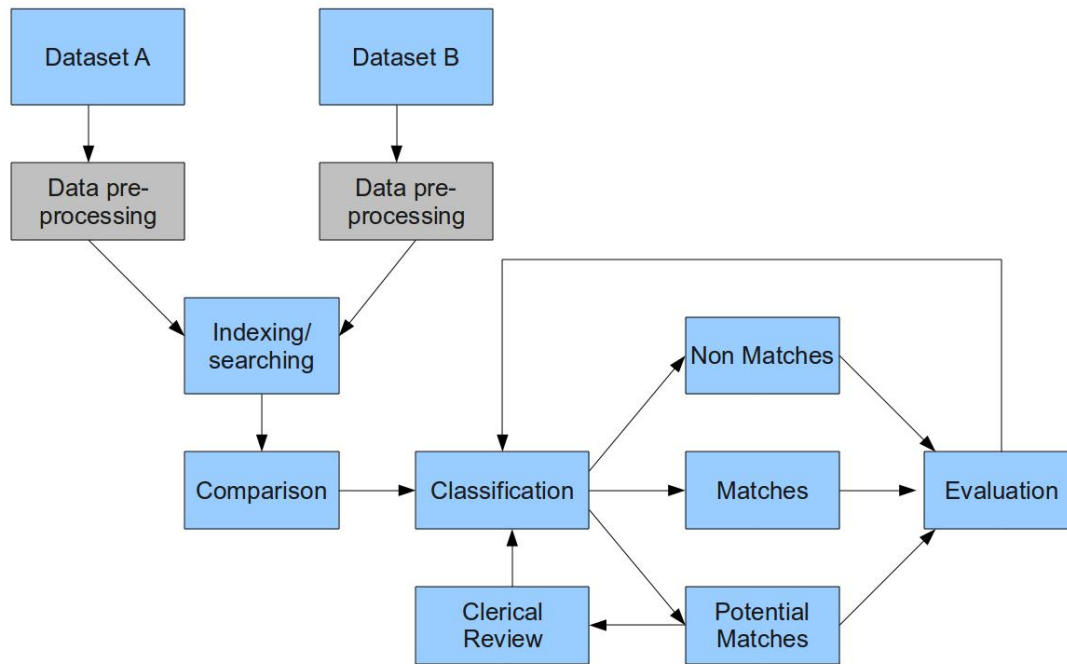 Dataset A
Dataset B
Data pre-
processing
Data pre-
processing
Indexing/
searching
Non Matches
Comparison
Classification
Matches
Evaluation
Clerical
Review
Potential
Matches